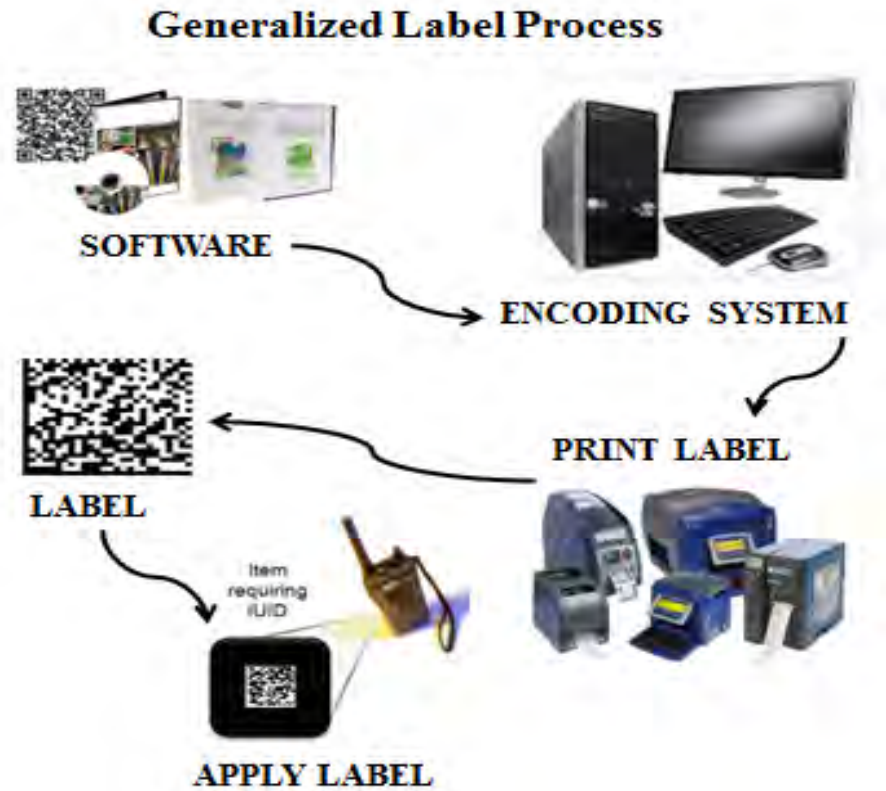 Generalized Label Process
SOFTWARE
ENCODING SYSTEM
PRINT LABEL
LABEL
Item
requiring
IUID
APPLY LABEL